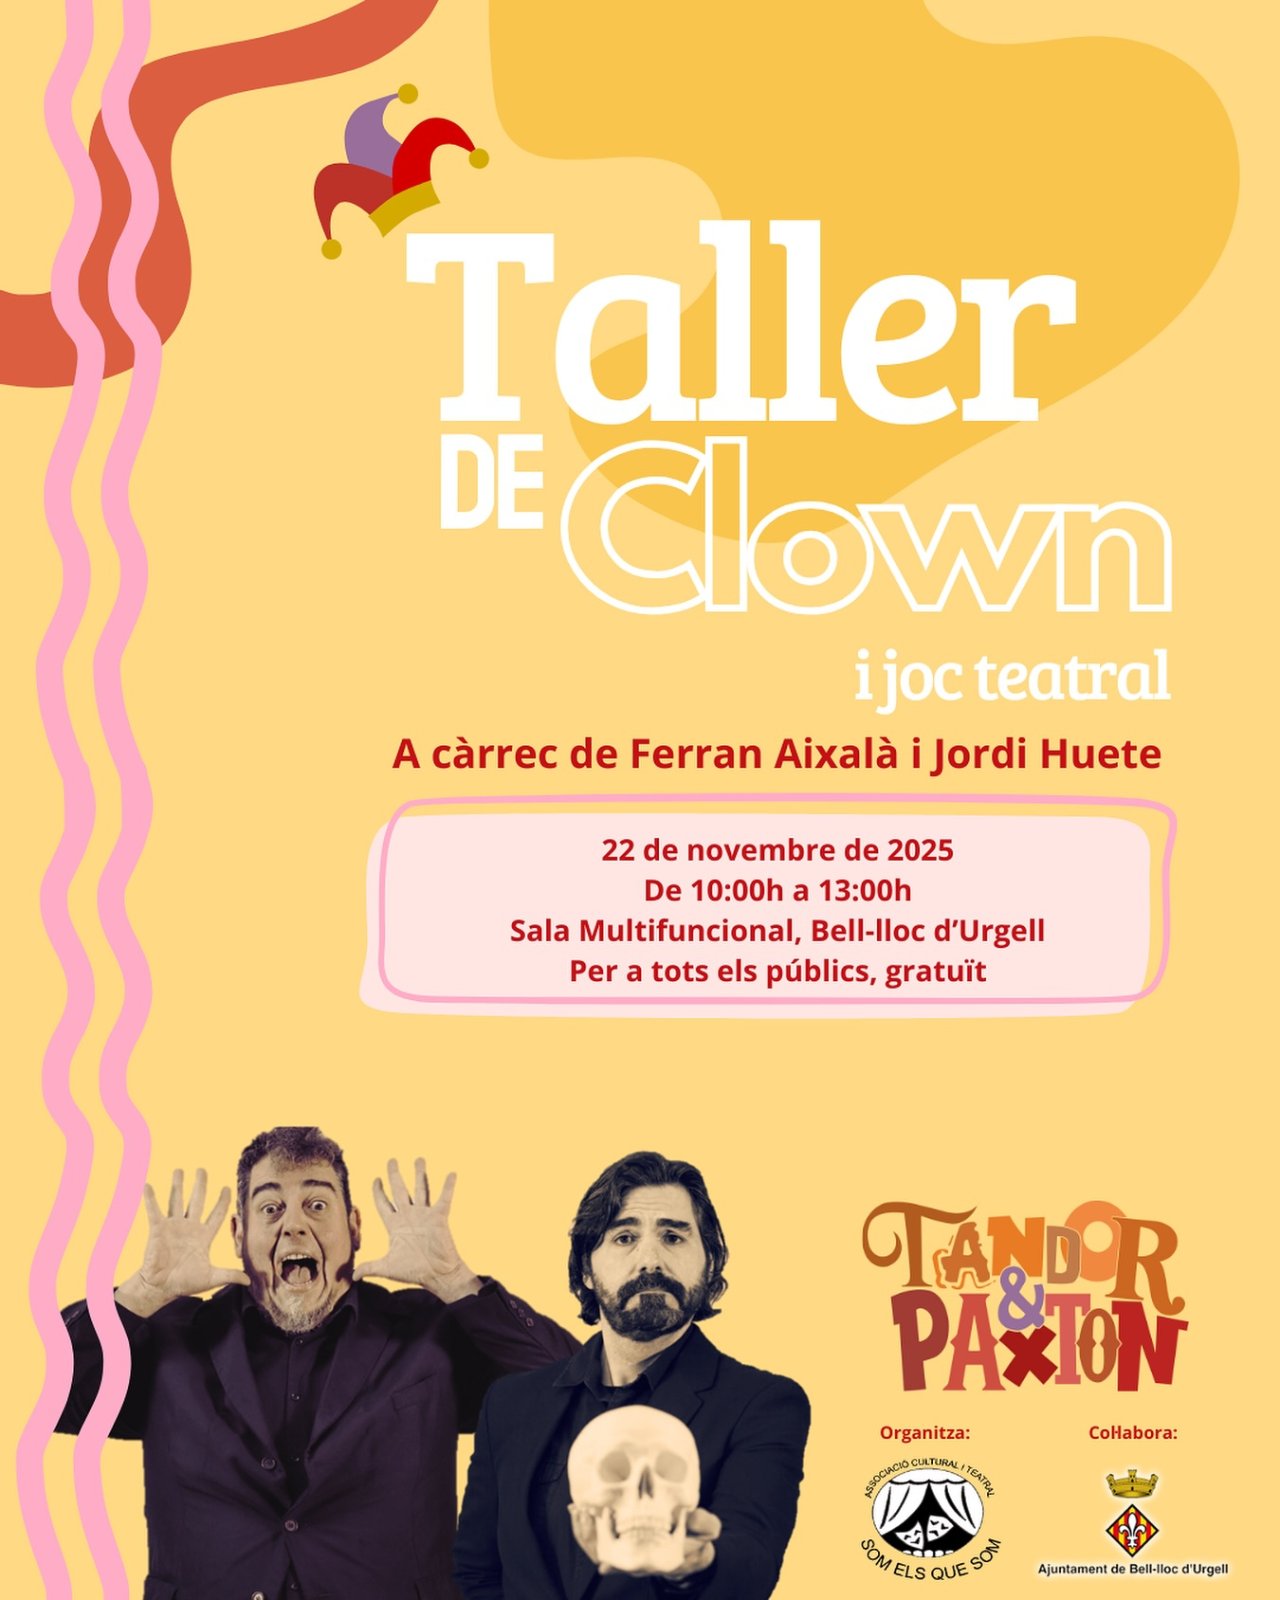 Taller
DE Clown
i joc teatral
A càrrec de Ferran Aixalà i Jordi Huete
22 de novembre de 2025
De 10:00h a 13:00h
Sala Multifuncional, Bell-lloc d’Urgell
Per a tots els públics, gratuït
TANDOR
& PAXTON
Organitza:
Col·labora:
ASSOCIACIÓ CULTURAL I TEATRAL
SOM ELS QUE SOM
Ajuntament de Bell-lloc d'Urgell